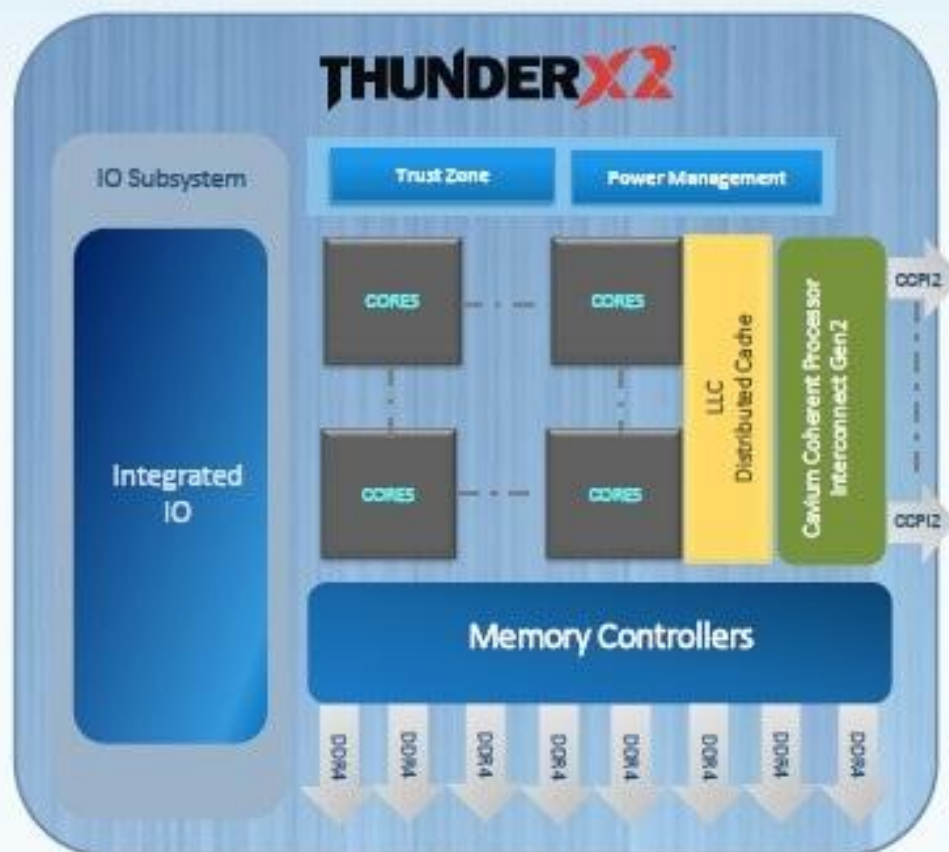 THUNDERX2
IO Subsystem
Trust Zone
Power Management
Integrated
IO
CORES
CORES
CORES
CORES
LLC
Distributed Cache
Cavium Coherent Processor
Interconnect Gen2
CCPI2
CCPI2
Memory Controllers
DDR4
DDR4
DDR4
DDR4
DDR4
DDR4
DDR4
DDR4